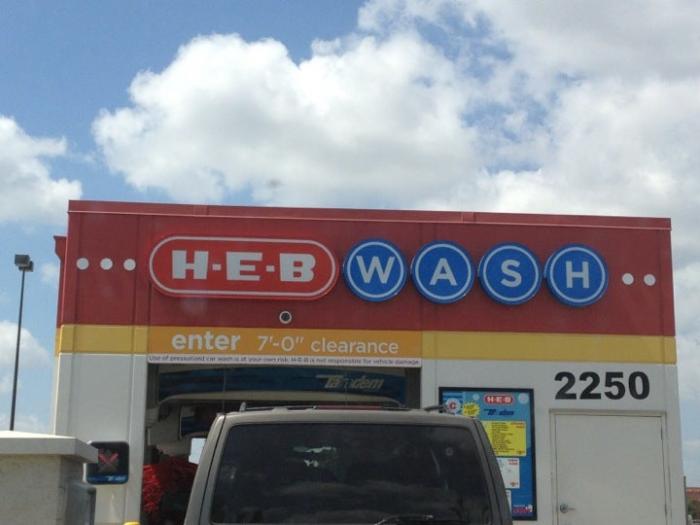 H-E-B WASH
enter 7'-0" clearance
Use of pressurized car wash is at your own risk. H-E-B is not responsible for vehicle damage.
Tandem
2250
H-E-B